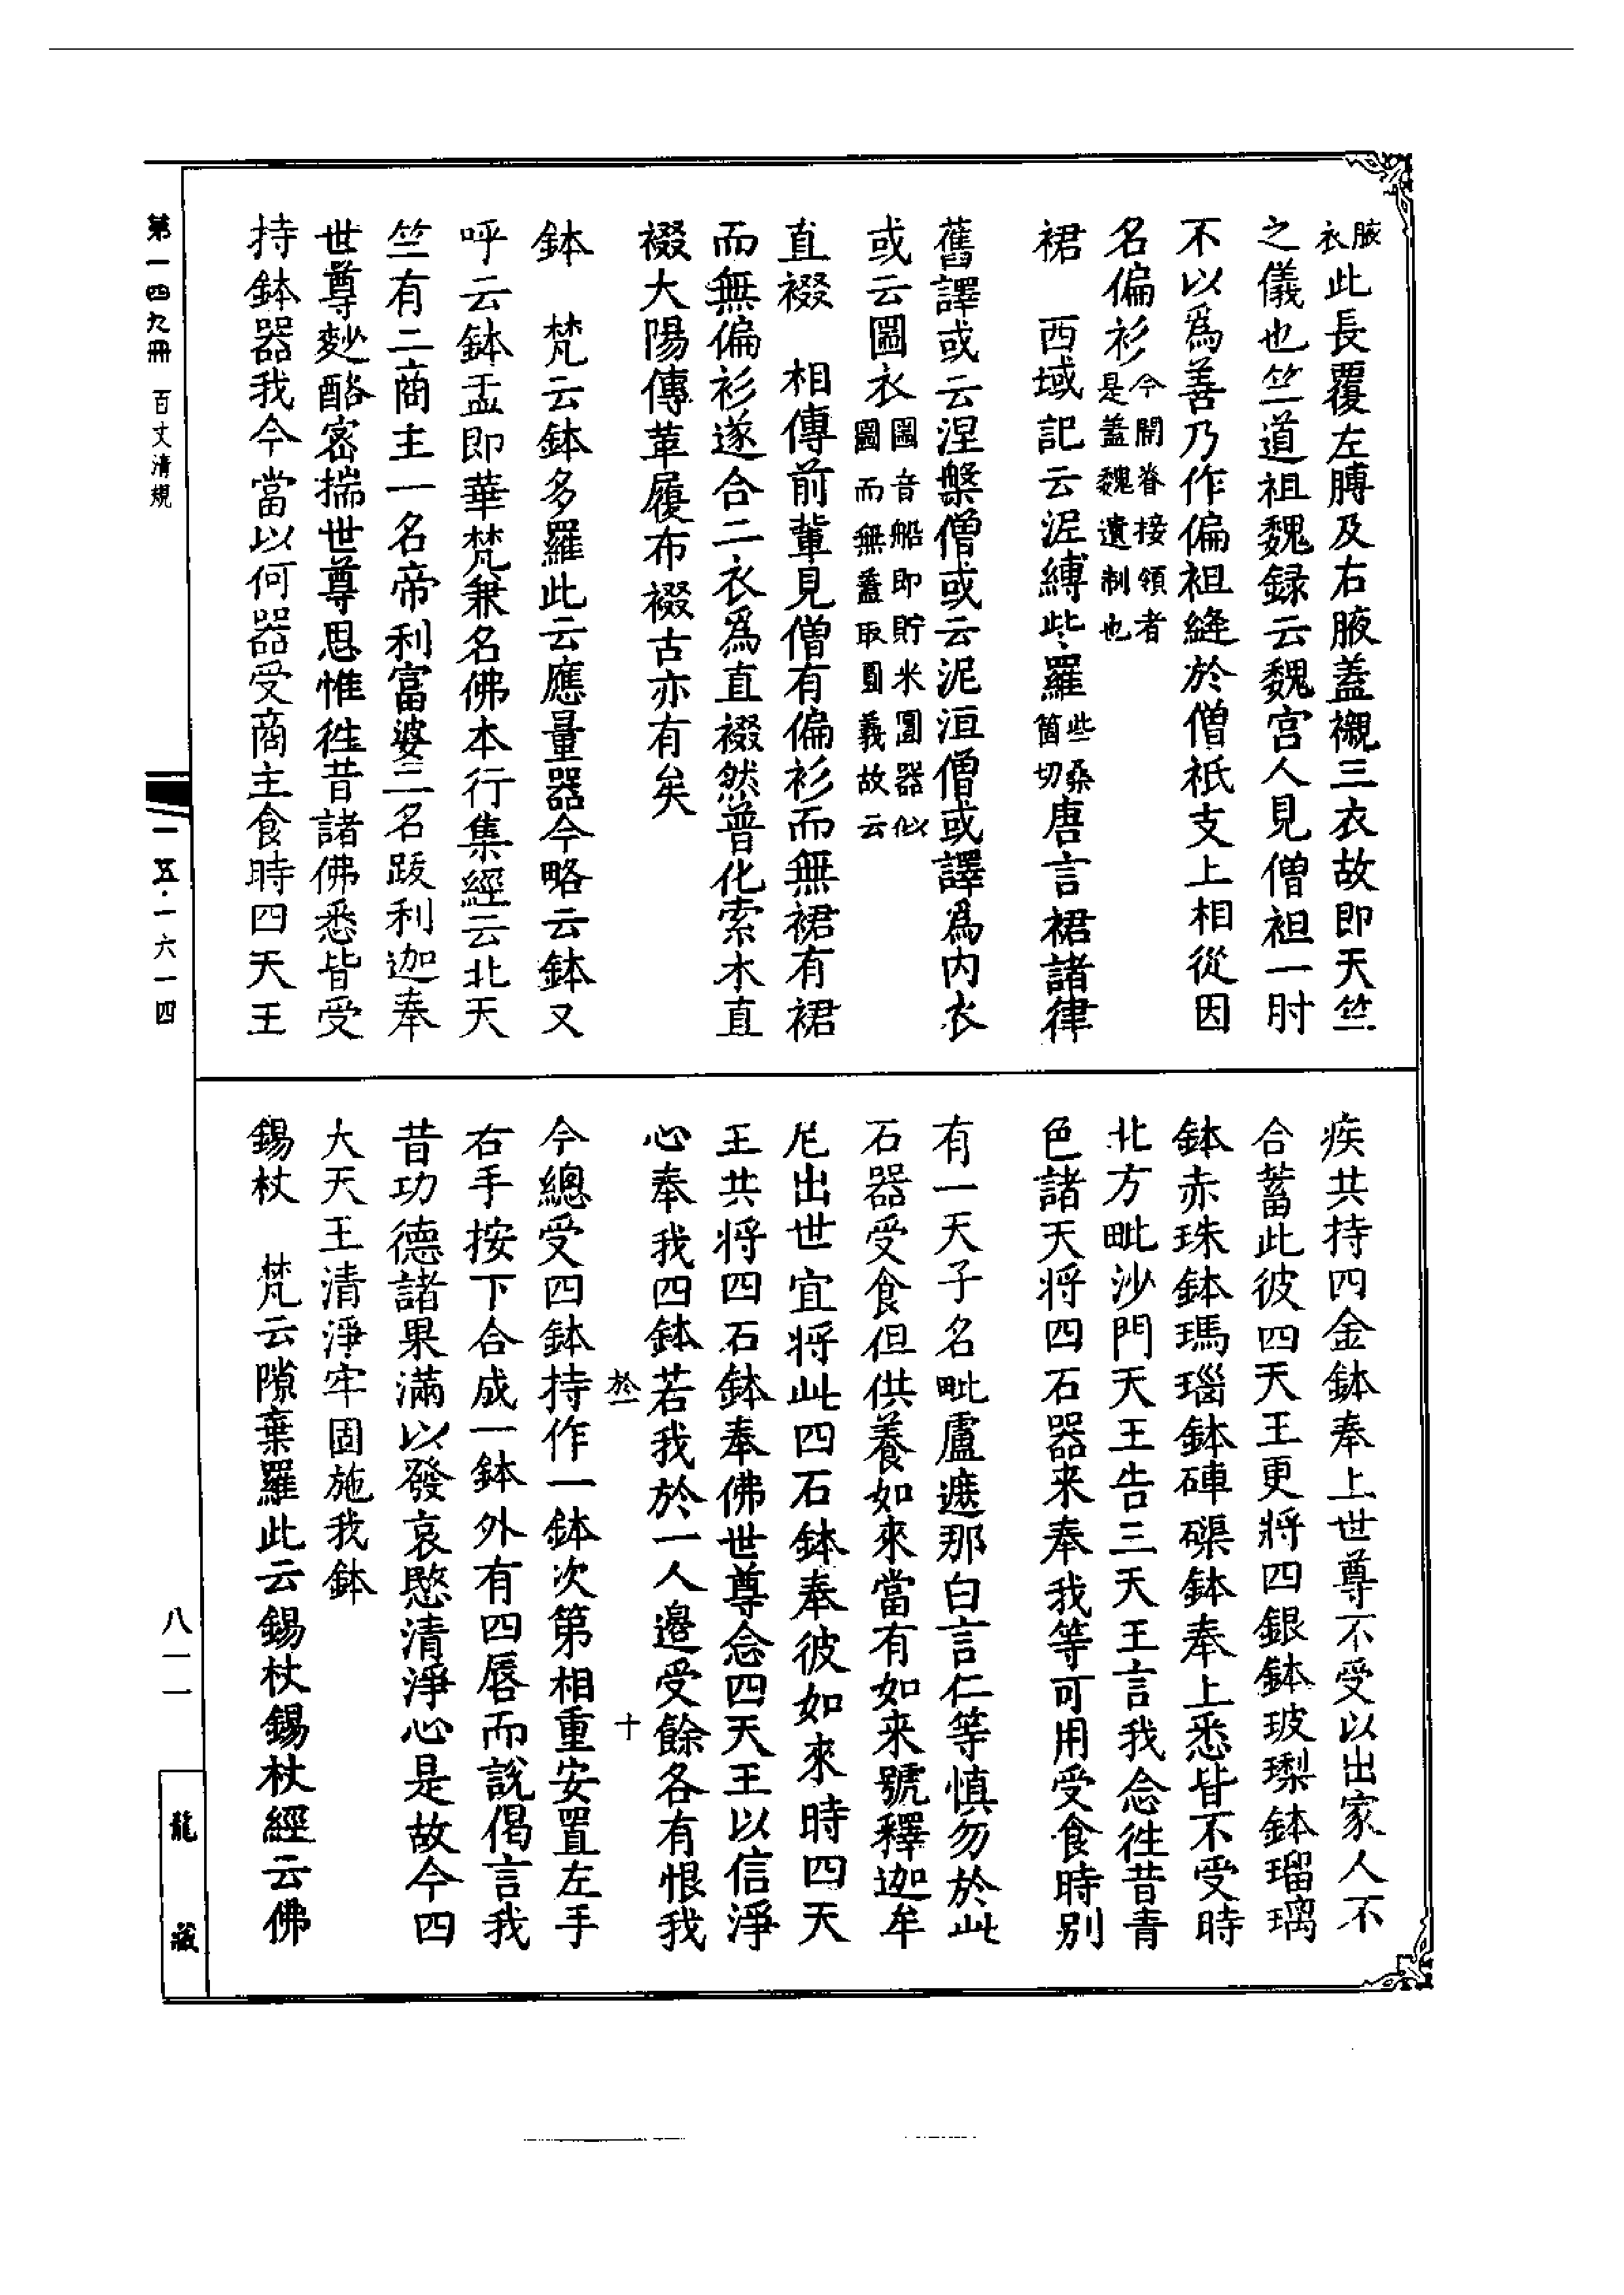 腋衣此長覆左膊及右腋蓋襯三衣故即天竺
之儀也竺道祖魏録云魏宫人見僧袒一肘
不以為善乃作偏袒縫於僧祇支上相從因
名偏衫今開脊接領者是蓋魏遺制也
裙　西域記云泥縛些羅些桑箇切唐言裙諸律
舊譯或云涅槃僧或云泥洹僧或譯為内衣
或云圌衣圌音船即貯米圓器似圌而無蓋取圓義故云
直裰　相傳前輩見僧有偏衫而無裙有裙
而無偏衫遂合二衣為直裰然普化索木直
裰大陽傳革履布裰古亦有矣
鉢　梵云鉢多羅此云應量器今略云鉢又
呼云鉢盂即華梵兼名佛本行集經云北天
竺有二商主一名帝利富婆二名跋利迦奉
世尊麨酪蜜揣世尊思惟徃昔諸佛悉皆受
持鉢器我今當以何器受商主食時四天王
疾共持四金鉢奉上世尊不受以出家人不
合蓄此彼四天王更將四銀鉢玻瓈鉢瑠璃
鉢赤珠鉢瑪瑙鉢硨磲鉢奉上悉皆不受時
北方毗沙門天王告三天王言我念徃昔青
色諸天將四石器来奉我等可用受食時别
有一天子名毗盧遮那白言仁等慎勿於此
石器受食但供養如來當有如来號釋迦牟
尼出世宜將此四石鉢奉彼如來時四天
王共將四石鉢奉佛世尊念四天王以信淨
心奉我四鉢若我於一人邊受餘各有恨我
於一　十
今總受四鉢持作一鉢次第相重安置左手
右手按下合成一鉢外有四唇而說偈言我
昔功德諸果滿以發哀愍清淨心是故今四
大天王清淨牢固施我鉢
錫杖　梵云隙棄羅此云錫杖錫杖經云佛
第一四九冊　百丈清規
一五·一六一四
八一一
龍藏